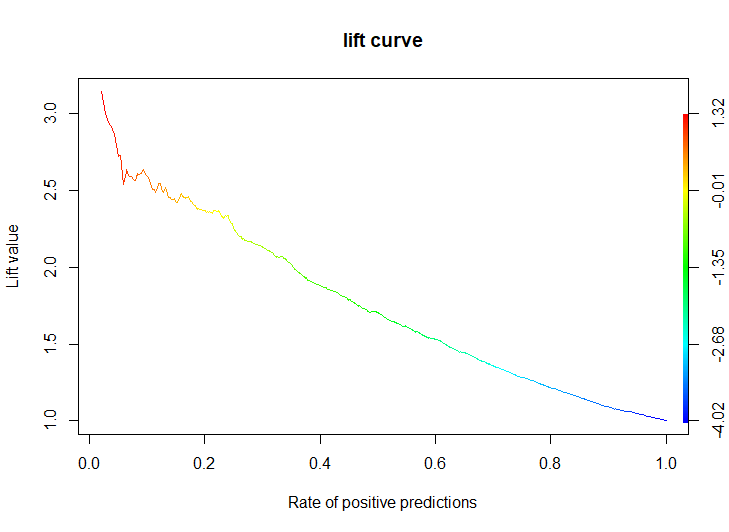 lift curve
Lift value
3.0
2.5
2.0
1.5
1.0
0.0 0.2 0.4 0.6 0.8 1.0
Rate of positive predictions
1.32
-0.01
-1.35
-2.68
-4.02